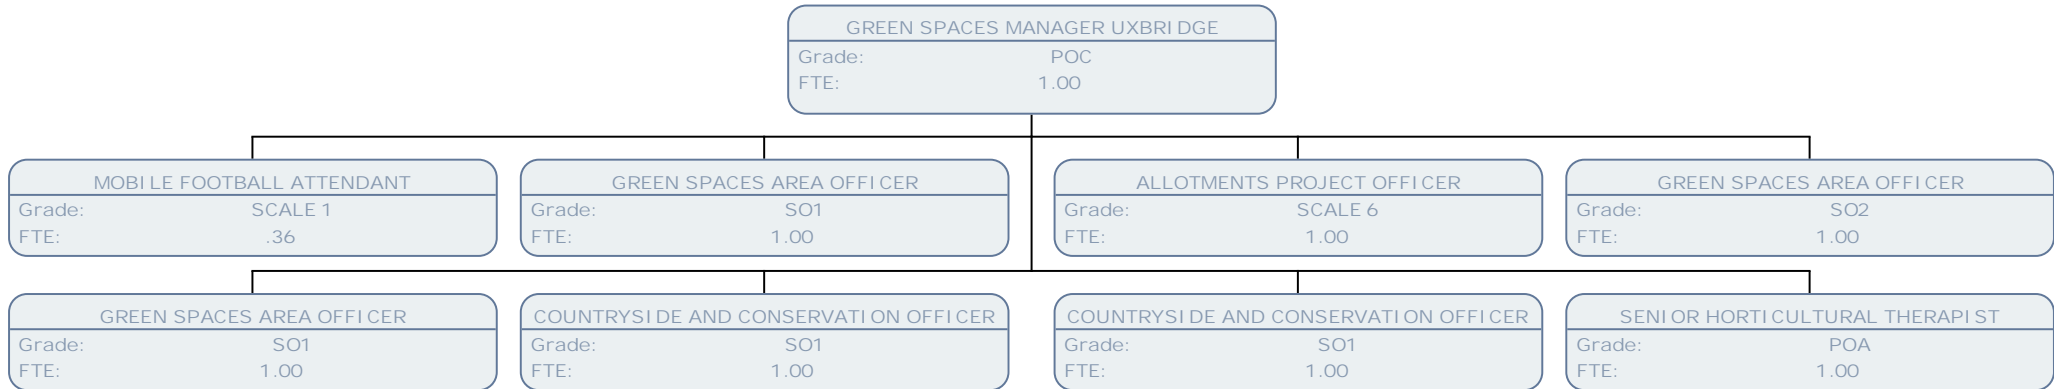 GREEN SPACES MANAGER UXBRIDGE
Grade: POC
FTE: 1.00
MOBILE FOOTBALL ATTENDANT
Grade: SCALE 1
FTE: .36
GREEN SPACES AREA OFFICER
Grade: SO1
FTE: 1.00
ALLOTMENTS PROJECT OFFICER
Grade: SCALE 6
FTE: 1.00
GREEN SPACES AREA OFFICER
Grade: SO2
FTE: 1.00
GREEN SPACES AREA OFFICER
Grade: SO1
FTE: 1.00
COUNTRYSIDE AND CONSERVATION OFFICER
Grade: SO1
FTE: 1.00
COUNTRYSIDE AND CONSERVATION OFFICER
Grade: SO1
FTE: 1.00
SENIOR HORTICULTURAL THERAPIST
Grade: POA
FTE: 1.00